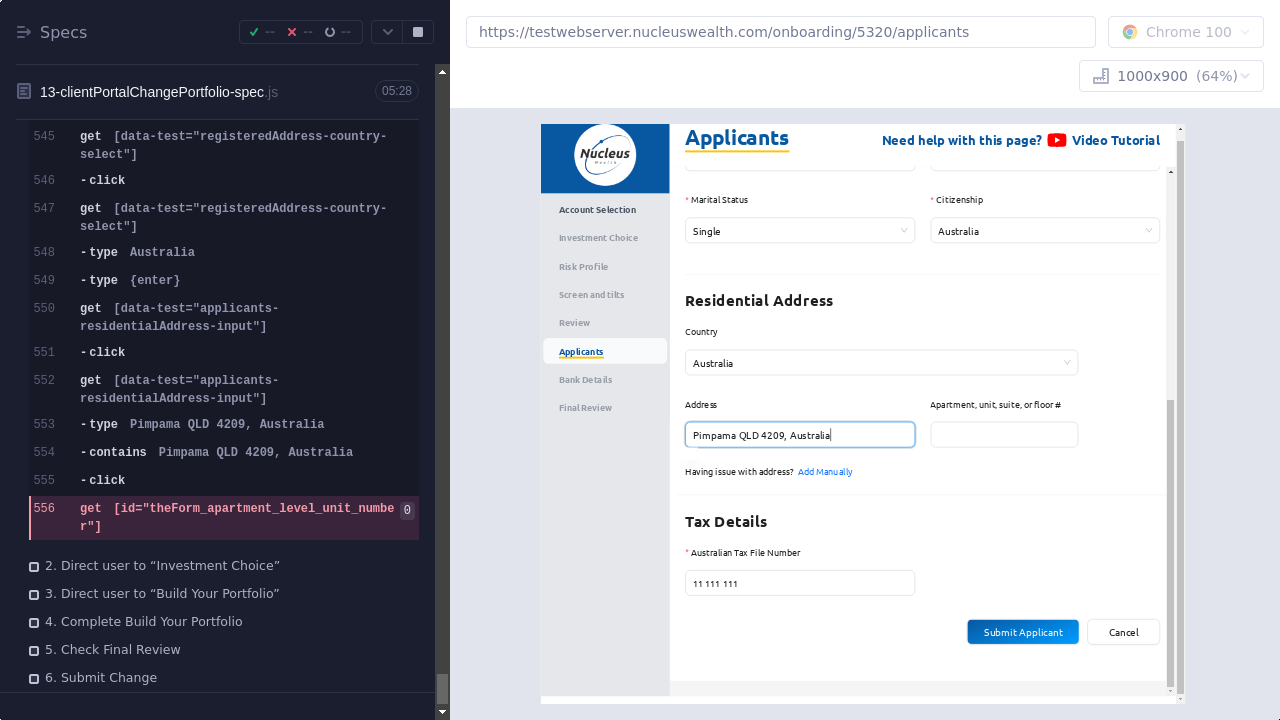 Specs
--
--
--
13-clientPortalChangePortfolio-spec.js
05:28
545 get [data-test="registeredAddress-country-
select"]
546 -click
547 get [data-test="registeredAddress-country-
select"]
548 -type Australia
549 -type {enter}
550 get [data-test="applicants-
residentialAddress-input"]
551 -click
552 get [data-test="applicants-
residentialAddress-input"]
553 -type Pimpama QLD 4209, Australia
554 -contains Pimpama QLD 4209, Australia
555 -click
556 get [id="theForm_apartment_level_unit_numbe 0
r"]
2. Direct user to “Investment Choice”
3. Direct user to “Build Your Portfolio”
4. Complete Build Your Portfolio
5. Check Final Review
6. Submit Change
https://testwebserver.nucleuswealth.com/onboarding/5320/applicants
Chrome 100
1000x900 (64%)
Nucleus
Wealth
Account Selection
Investment Choice
Risk Profile
Screen and tilts
Review
Applicants
Bank Details
Final Review
Applicants
Need help with this page? Video Tutorial
* Marital Status
* Citizenship
Single
Australia
Residential Address
Country
Australia
Address
Apartment, unit, suite, or floor #
Pimpama QLD 4209, Australia
Having issue with address? Add Manually
Tax Details
* Australian Tax File Number
11 111 111
Submit Applicant
Cancel